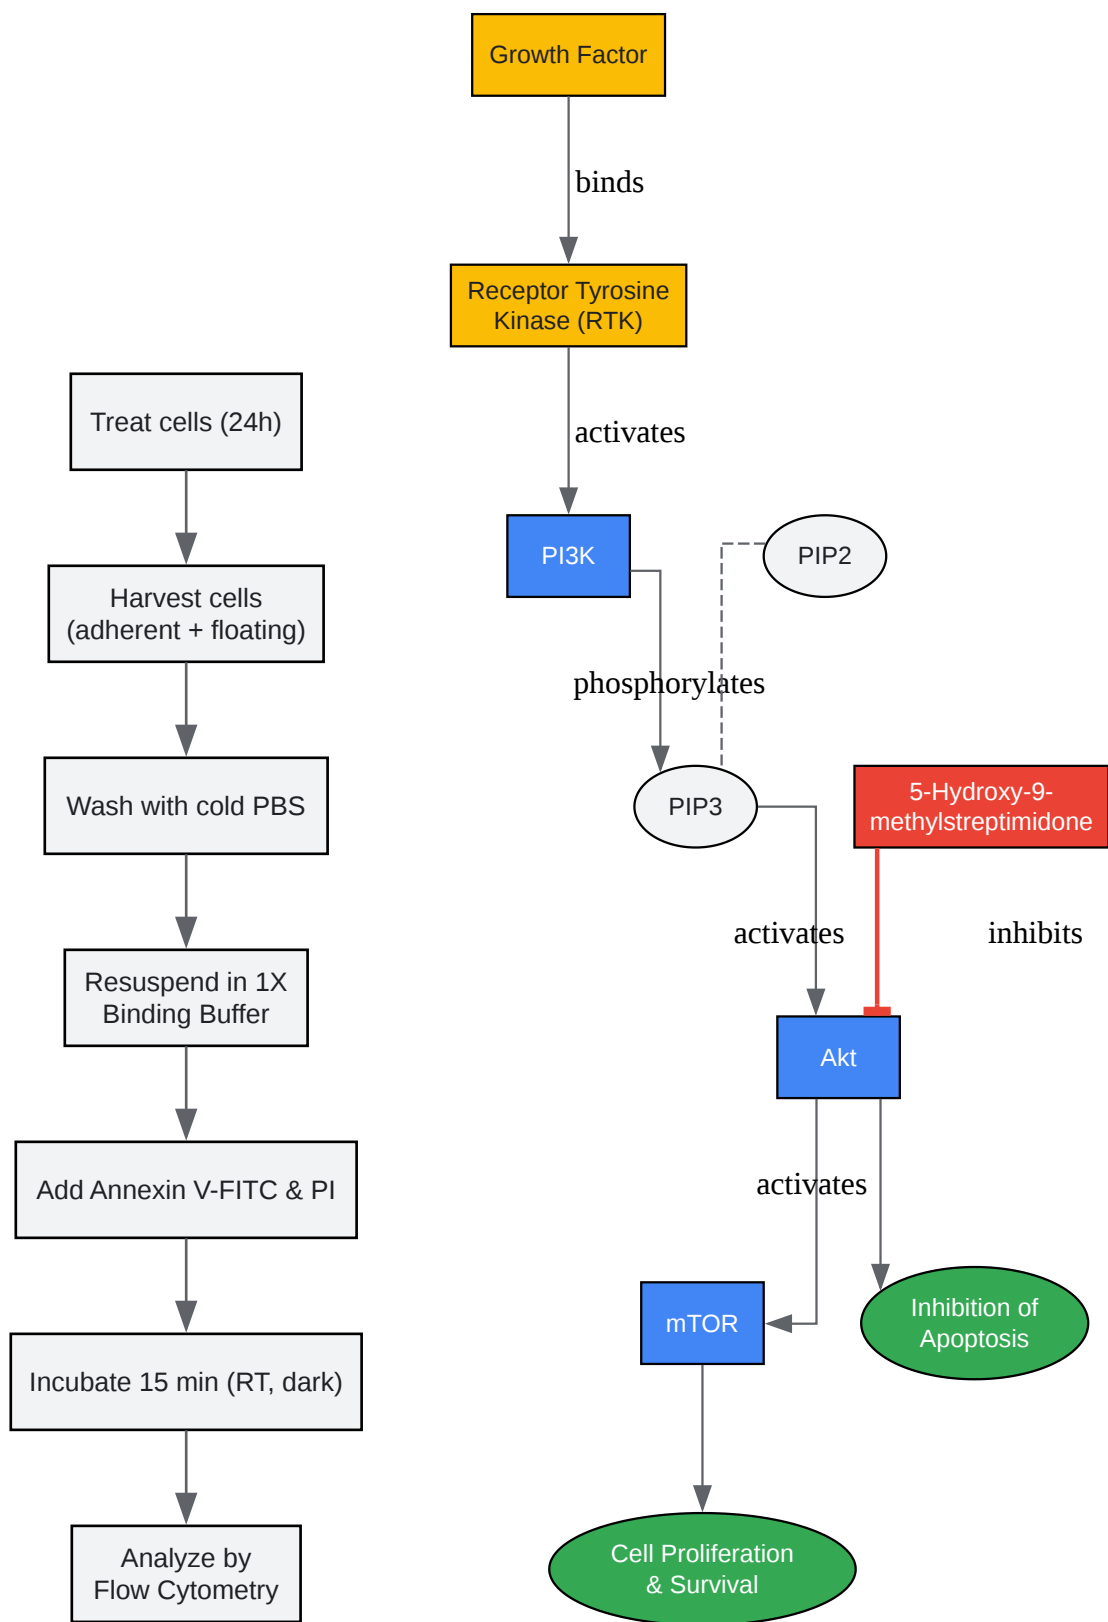 Growth Factor
binds
Receptor Tyrosine
Kinase (RTK)
activates
PI3K
PIP2
phosphorylates
PIP3
5-Hydroxy-9-
methylstreptimidone
activates
inhibits
Akt
activates
mTOR
Inhibition of
Apoptosis
Cell Proliferation
& Survival
Treat cells (24h)
Harvest cells
(adherent + floating)
Wash with cold PBS
Resuspend in 1X
Binding Buffer
Add Annexin V-FITC & PI
Incubate 15 min (RT, dark)
Analyze by
Flow Cytometry